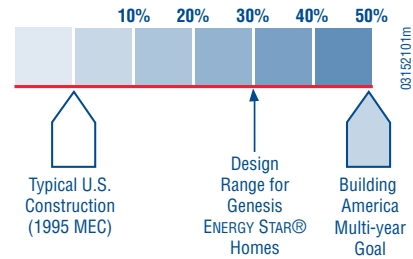 10% 20% 30% 40% 50%
03152101m
Typical U.S.
Construction
(1995 MEC)
Design
Range for
Genesis
ENERGY STAR®
Homes
Building
America
Multi-year
Goal